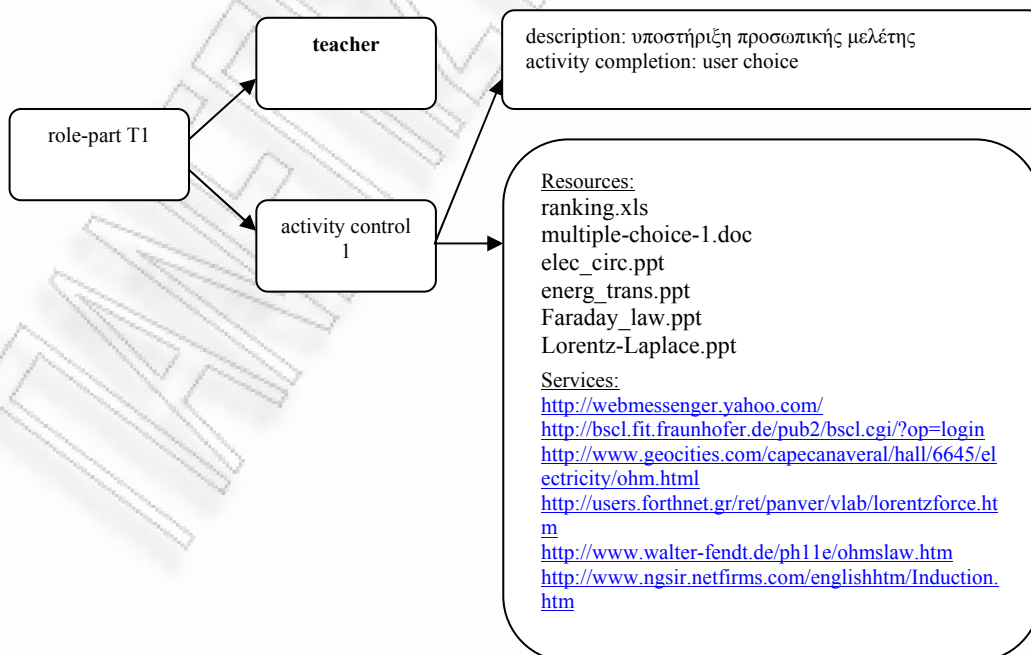 teacher
description: υποστήριξη προσωπικής μελέτης
activity completion: user choice
role-part T1
activity control
1
Resources:
ranking.xls
multiple-choice-1.doc
elec_circ.ppt
energ_trans.ppt
Faraday_law.ppt
Lorentz-Laplace.ppt
Services:
http://webmessenger.yahoo.com/
http://bscl.fit.fraunhofer.de/pub2/bscl.cgi/?op=login
http://www.geocities.com/capecanaveral/hall/6645/el
ectricity/ohm.html
http://users.forthnet.gr/ret/panver/vlab/lorentzforce.ht
m
http://www.walter-fendt.de/ph11e/ohmslaw.htm
http://www.ngsir.netfirms.com/englishhtm/Induction.
htm